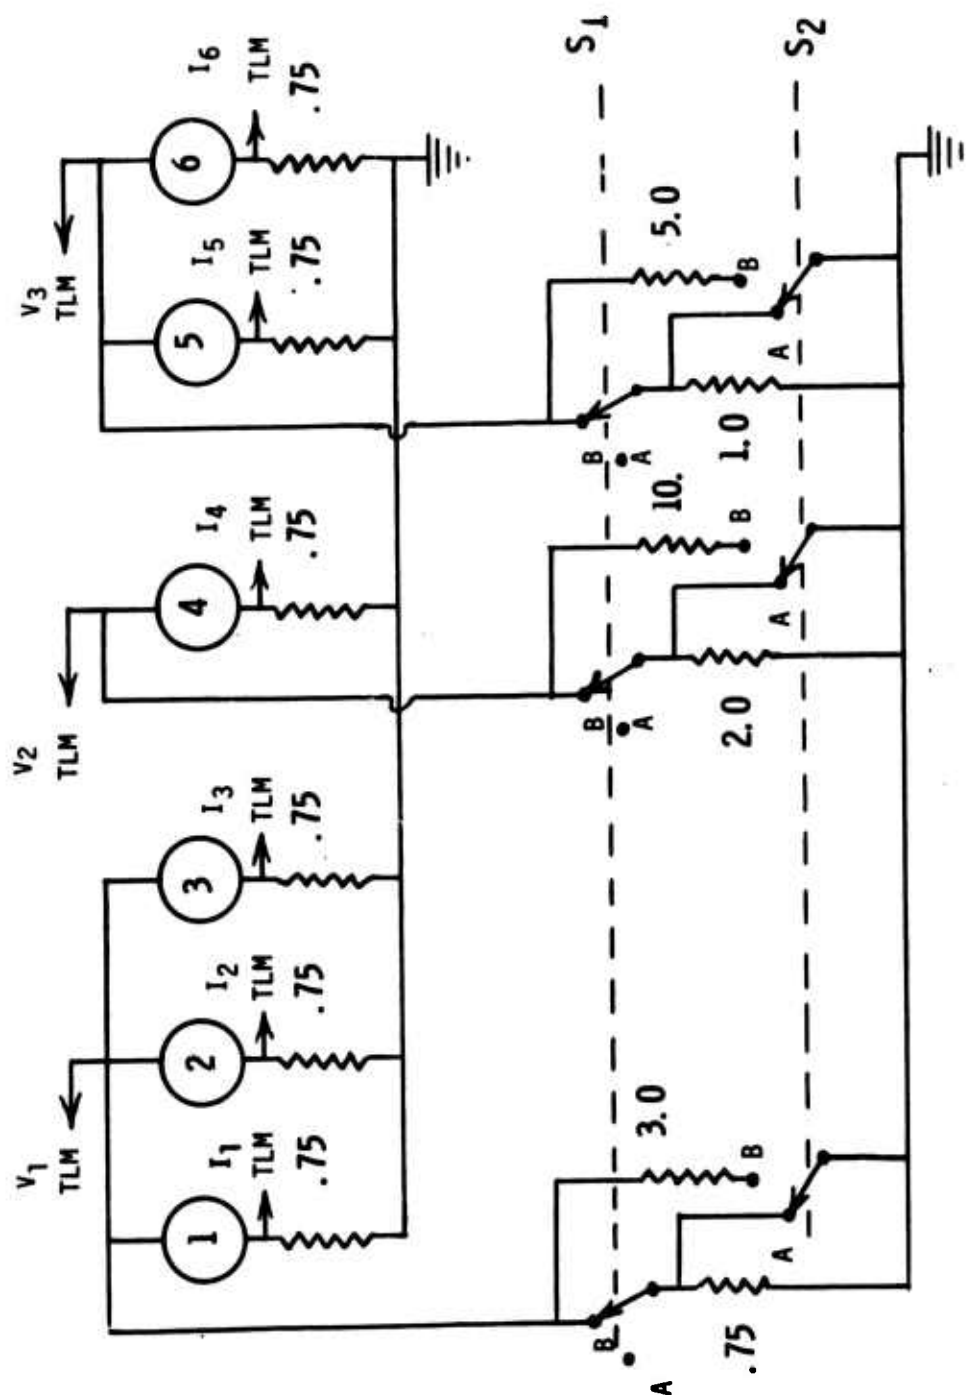 V₁
TLM
V₂
TLM
V₃
TLM
1
2
3
4
5
6
I₁
TLM
.75
I₂
TLM
.75
I₃
TLM
.75
I₄
TLM
.75
I₅
TLM
.75
I₆
TLM
.75
S₁
B
A
3.0
B
A
10.
B
A
5.0
.75
A
B
2.0
A
B
1.0
A
B
S₂